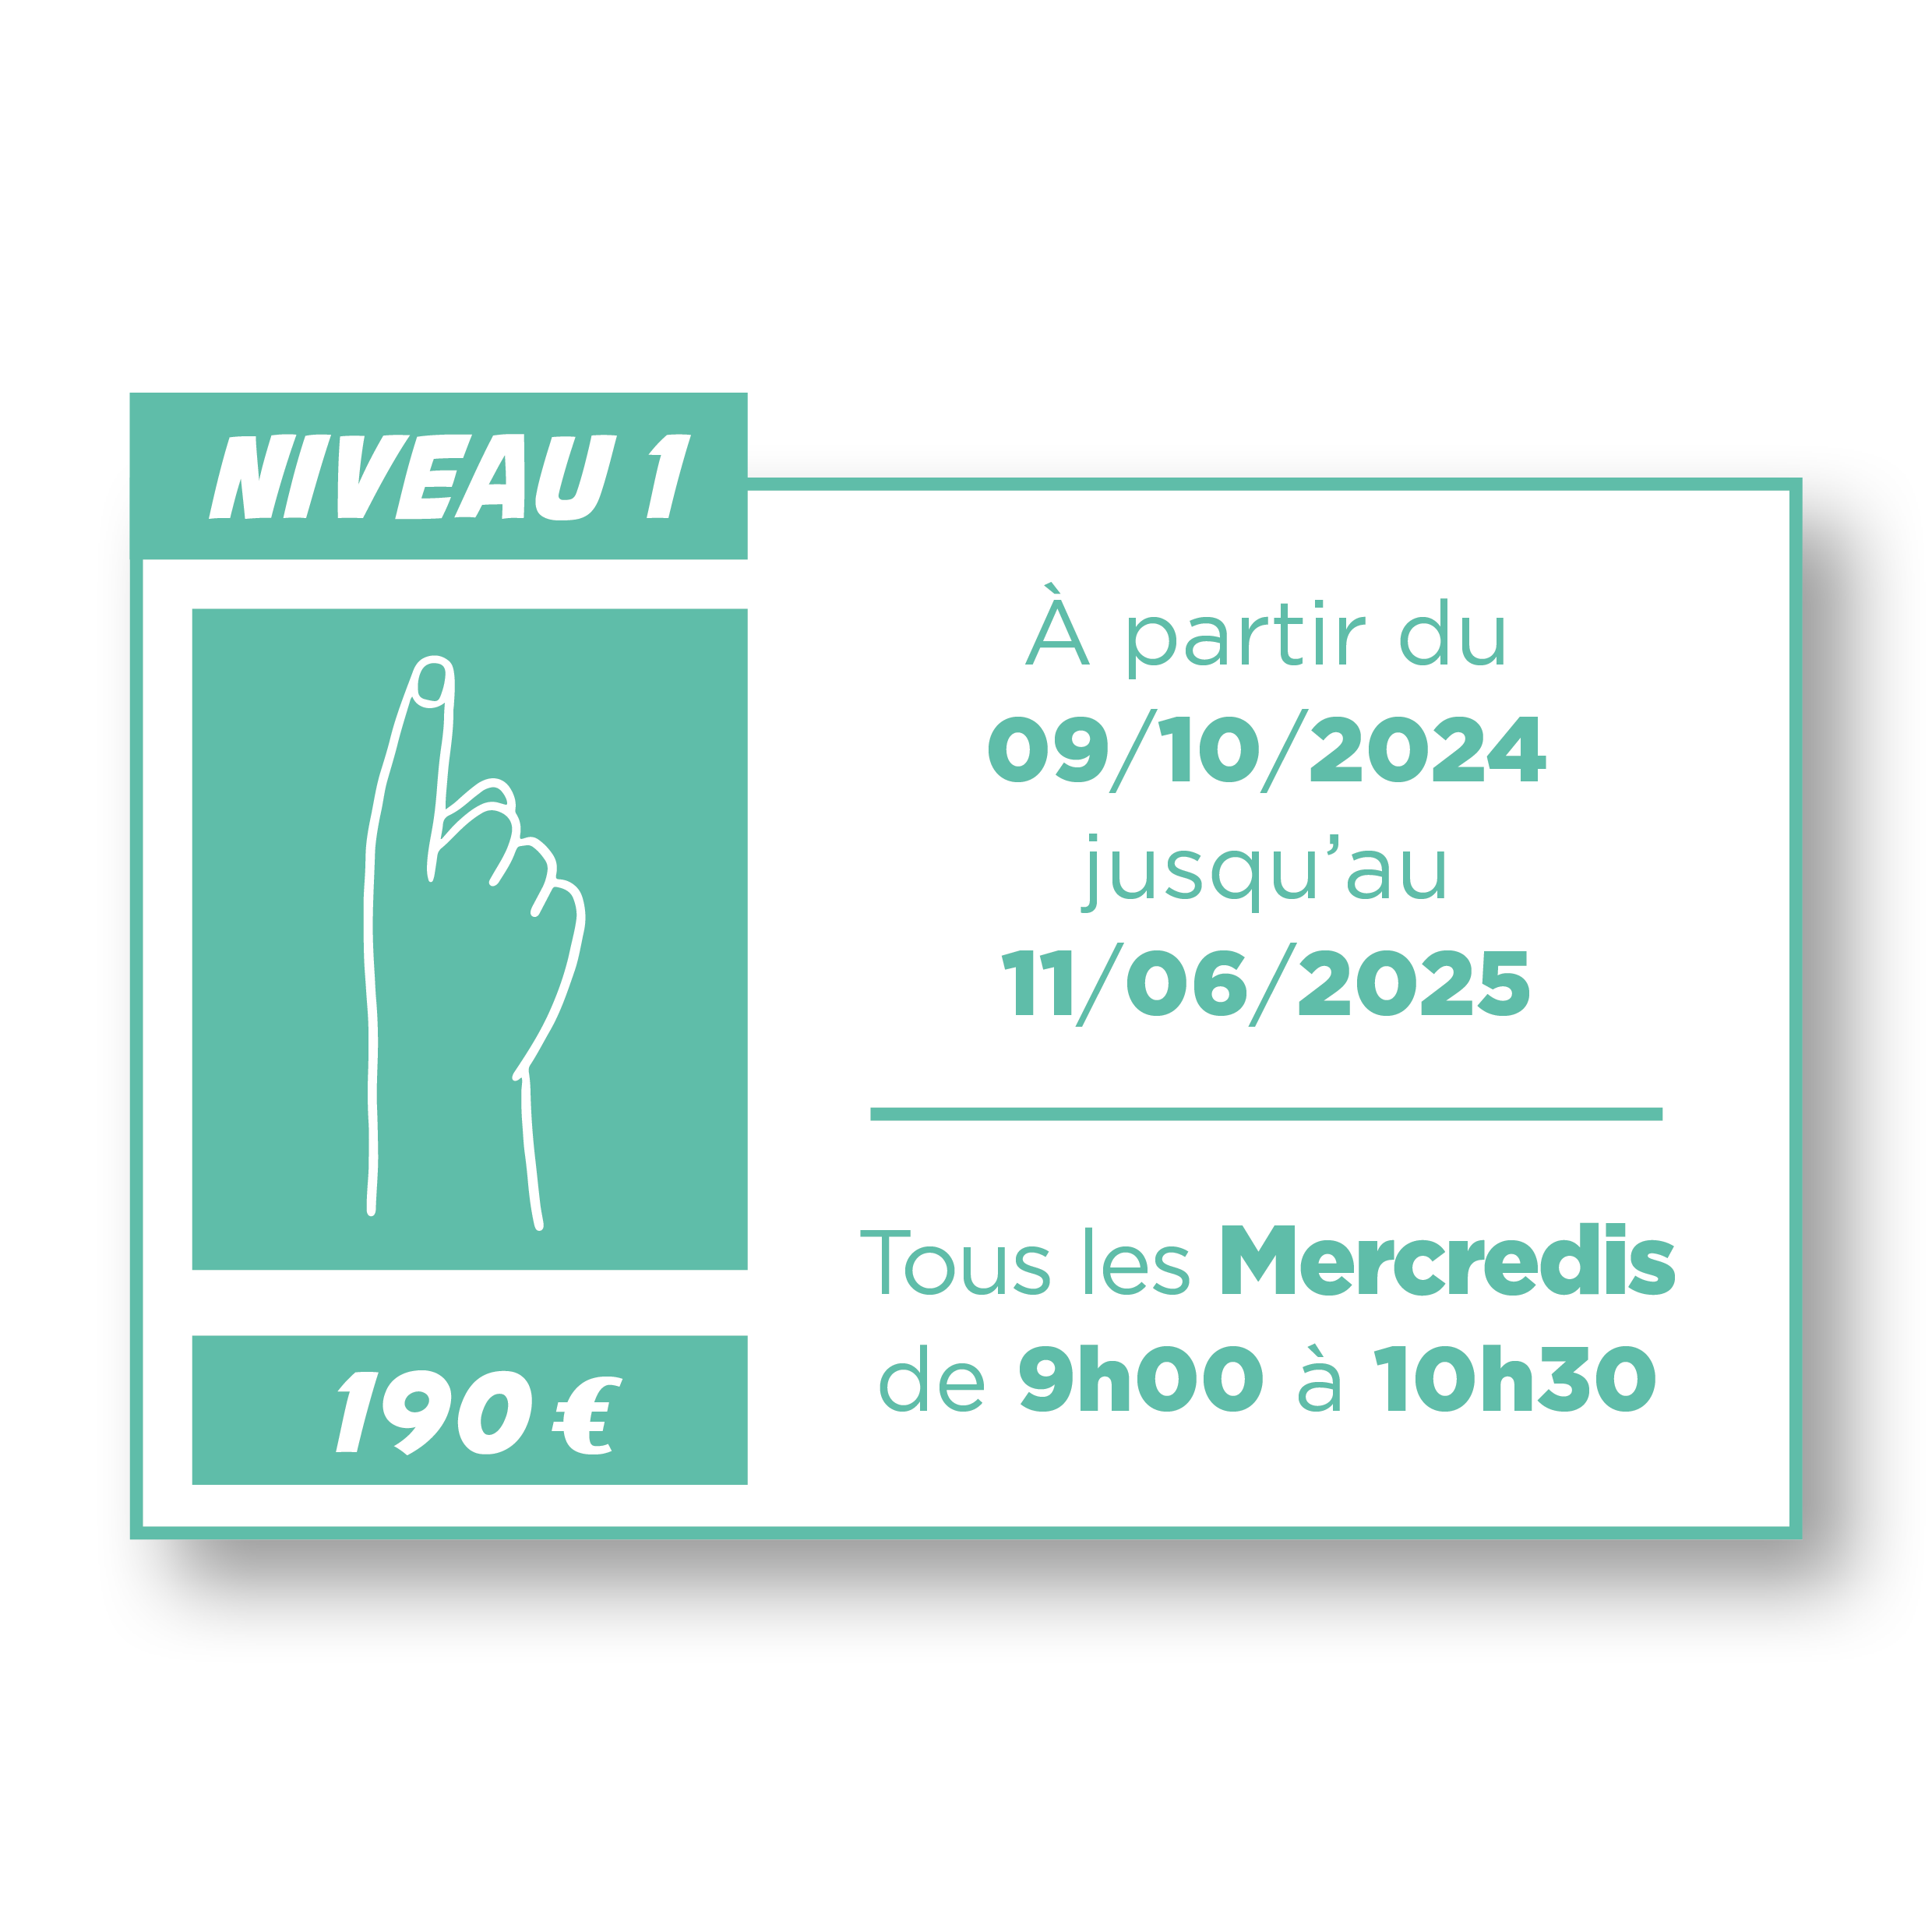 NIVEAU 1
190 €
À partir du
09/10/2024
jusqu'au
11/06/2025
Tous les Mercredis
de 9h00 à 10h30